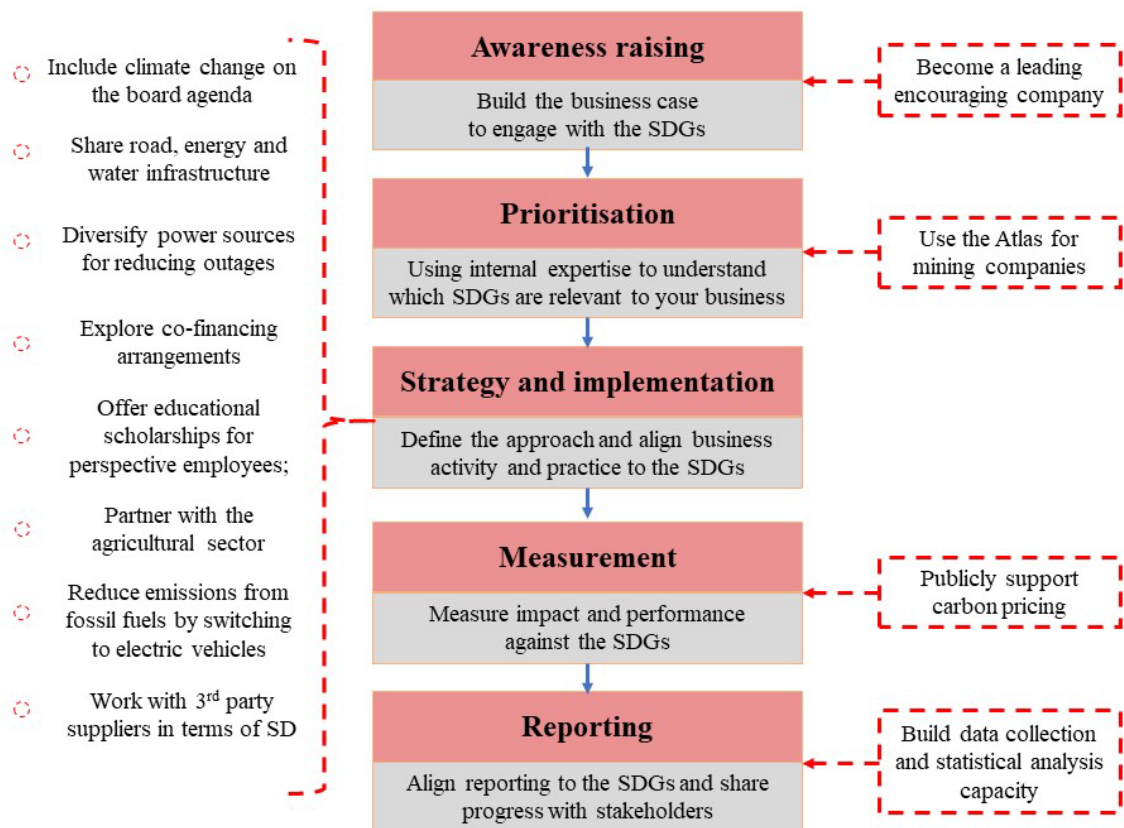 Include climate change on
the board agenda
Share road, energy and
water infrastructure
Diversify power sources
for reducing outages
Explore co-financing
arrangements
Offer educational
scholarships for
perspective employees;
Partner with the
agricultural sector
Reduce emissions from
fossil fuels by switching
to electric vehicles
Work with 3rd party
suppliers in terms of SD
Awareness raising
Build the business case
to engage with the SDGs
Prioritisation
Using internal expertise to understand
which SDGs are relevant to your business
Strategy and implementation
Define the approach and align business
activity and practice to the SDGs
Measurement
Measure impact and performance
against the SDGs
Reporting
Align reporting to the SDGs and share
progress with stakeholders
Become a leading
encouraging company
Use the Atlas for
mining companies
Publicly support
carbon pricing
Build data collection
and statistical analysis
capacity